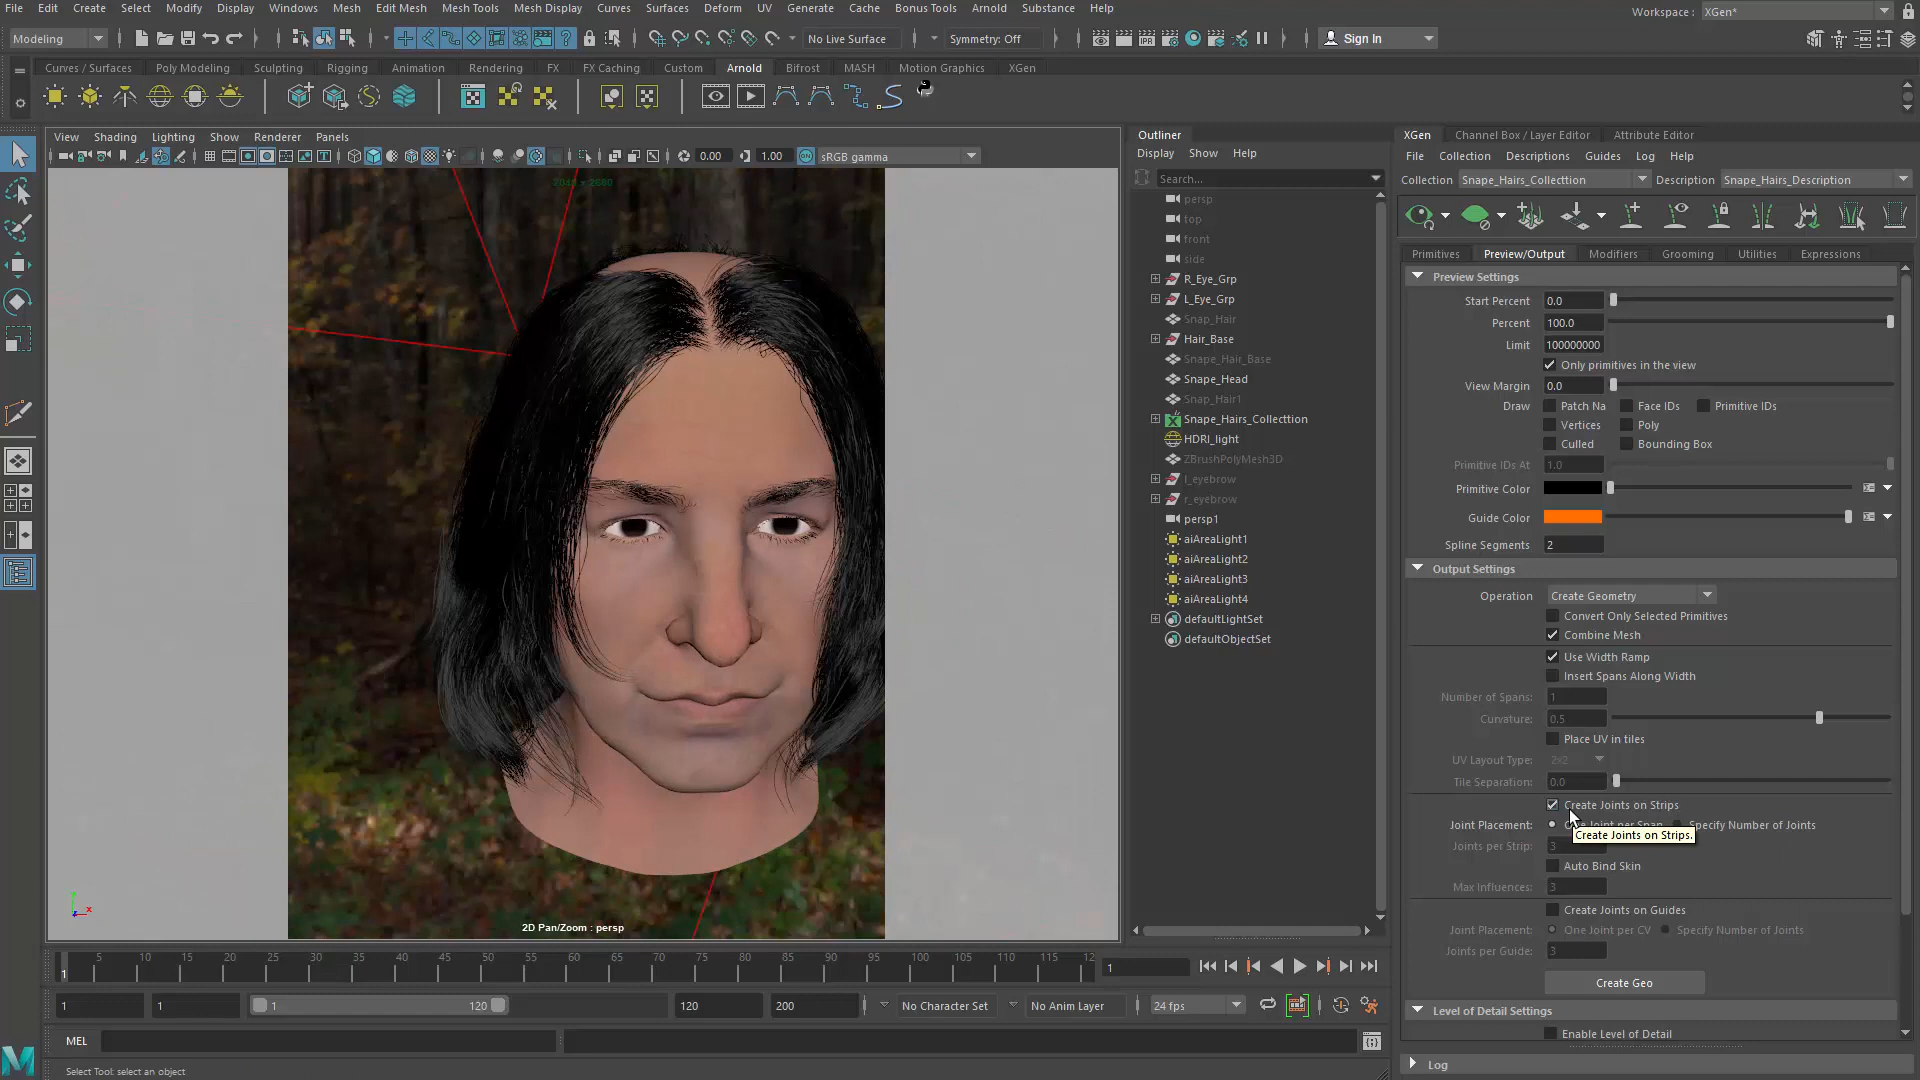 File Edit Create Select Modify Display Windows Mesh Edit Mesh Mesh Tools Mesh Display Curves Surfaces Deform UV Generate Cache Bonus Tools Arnold Substance Help
Workspace : XGen*
Modeling No Live Surface Symmetry: Off Sign In
Curves / Surfaces Poly Modeling Sculpting Rigging Animation Rendering FX FX Caching Custom Arnold Bifrost MASH Motion Graphics XGen
View Shading Lighting Show Renderer Panels
0.00 1.00 ON sRGB gamma
2048 x 2680
2D Pan/Zoom : persp
Outliner
Display Show Help
Search...
persp
top
front
side
R_Eye_Grp
L_Eye_Grp
Snap_Hair
Hair_Base
Snape_Hair_Base
Snape_Head
Snap_Hair1
Snape_Hairs_Collecttion
HDRI_light
ZBrushPolyMesh3D
l_eyebrow
r_eyebrow
persp1
aiAreaLight1
aiAreaLight2
aiAreaLight3
aiAreaLight4
defaultLightSet
defaultObjectSet
XGen Channel Box / Layer Editor Attribute Editor
File Collection Descriptions Guides Log Help
Collection Snape_Hairs_Collecttion Description Snape_Hairs_Description
Primitives Preview/Output Modifiers Grooming Utilities Expressions
Preview Settings
Start Percent 0.0
Percent 100.0
Limit 100000000
Only primitives in the view
View Margin 0.0
Draw Patch Na Face IDs Primitive IDs
Vertices Poly
Culled Bounding Box
Primitive IDs At 1.0
Primitive Color
Guide Color
Spline Segments 2
Output Settings
Operation Create Geometry
Convert Only Selected Primitives
Combine Mesh
Use Width Ramp
Insert Spans Along Width
Number of Spans: 1
Curvature: 0.5
Place UV in tiles
UV Layout Type: 2x2
Tile Separation: 0.0
Create Joints on Strips
Joint Placement: One Joint per Span Specify Number of Joints
Create Joints on Strips.
Joints per Strip: 3
Auto Bind Skin
Max Influences: 3
Create Joints on Guides
Joint Placement: One Joint per CV Specify Number of Joints
Joints per Guide: 3
Create Geo
Level of Detail Settings
Enable Level of Detail
Log
5 10 15 20 25 30 35 40 45 50 55 60 65 70 75 80 85 90 95 100 105 110 115 12
1 1
1 1 1 120 120 200 No Character Set No Anim Layer 24 fps
MEL
Select Tool: select an object